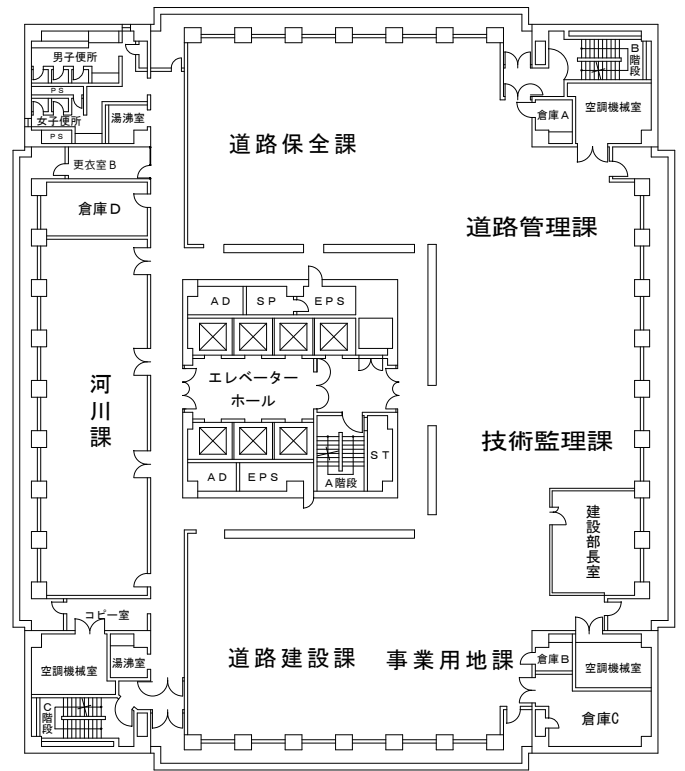 男子便所
PS
女子便所
PS
湯沸室
B階段
倉庫A
空調機械室
道路保全課
更衣室B
倉庫D
道路管理課
AD
SP
EPS
エレベーター
ホール
河川課
技術監理課
AD
EPS
A階段
ST
建設部長室
コピー室
空調機械室
湯沸室
C階段
道路建設課
事業用地課
倉庫B
空調機械室
倉庫C